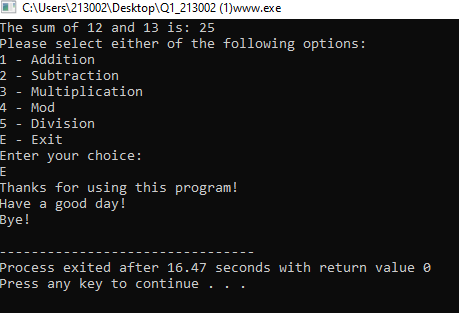 C:\Users\213002\Desktop\Q1_213002 (1)www.exe
The sum of 12 and 13 is: 25
Please select either of the following options:
1 - Addition
2 - Subtraction
3 - Multiplication
4 - Mod
5 - Division
E - Exit
Enter your choice:
E
Thanks for using this program!
Have a good day!
Bye!
--------------------------------
Process exited after 16.47 seconds with return value 0
Press any key to continue . . .